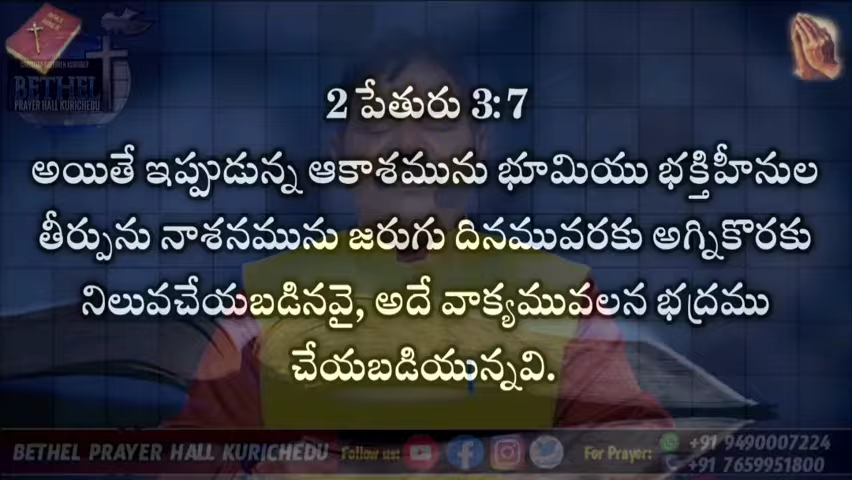 HOLY BIBLE
BETHEL
PRAYER HALL KURICHEDU
2 పేతురు 3:7
అయితే ఇప్పుడున్న ఆకాశమును భూమియు భక్తిహీనుల
తీర్పును నాశనమును జరుగు దినమువరకు అగ్నికొరకు
నిలువచేయబడినవై, అదే వాక్యమువలన భద్రము
చేయబడియున్నవి.
BETHEL PRAYER HALL KURICHEDU Follow us: For Prayer: +91 9490007224
+91 7659951800